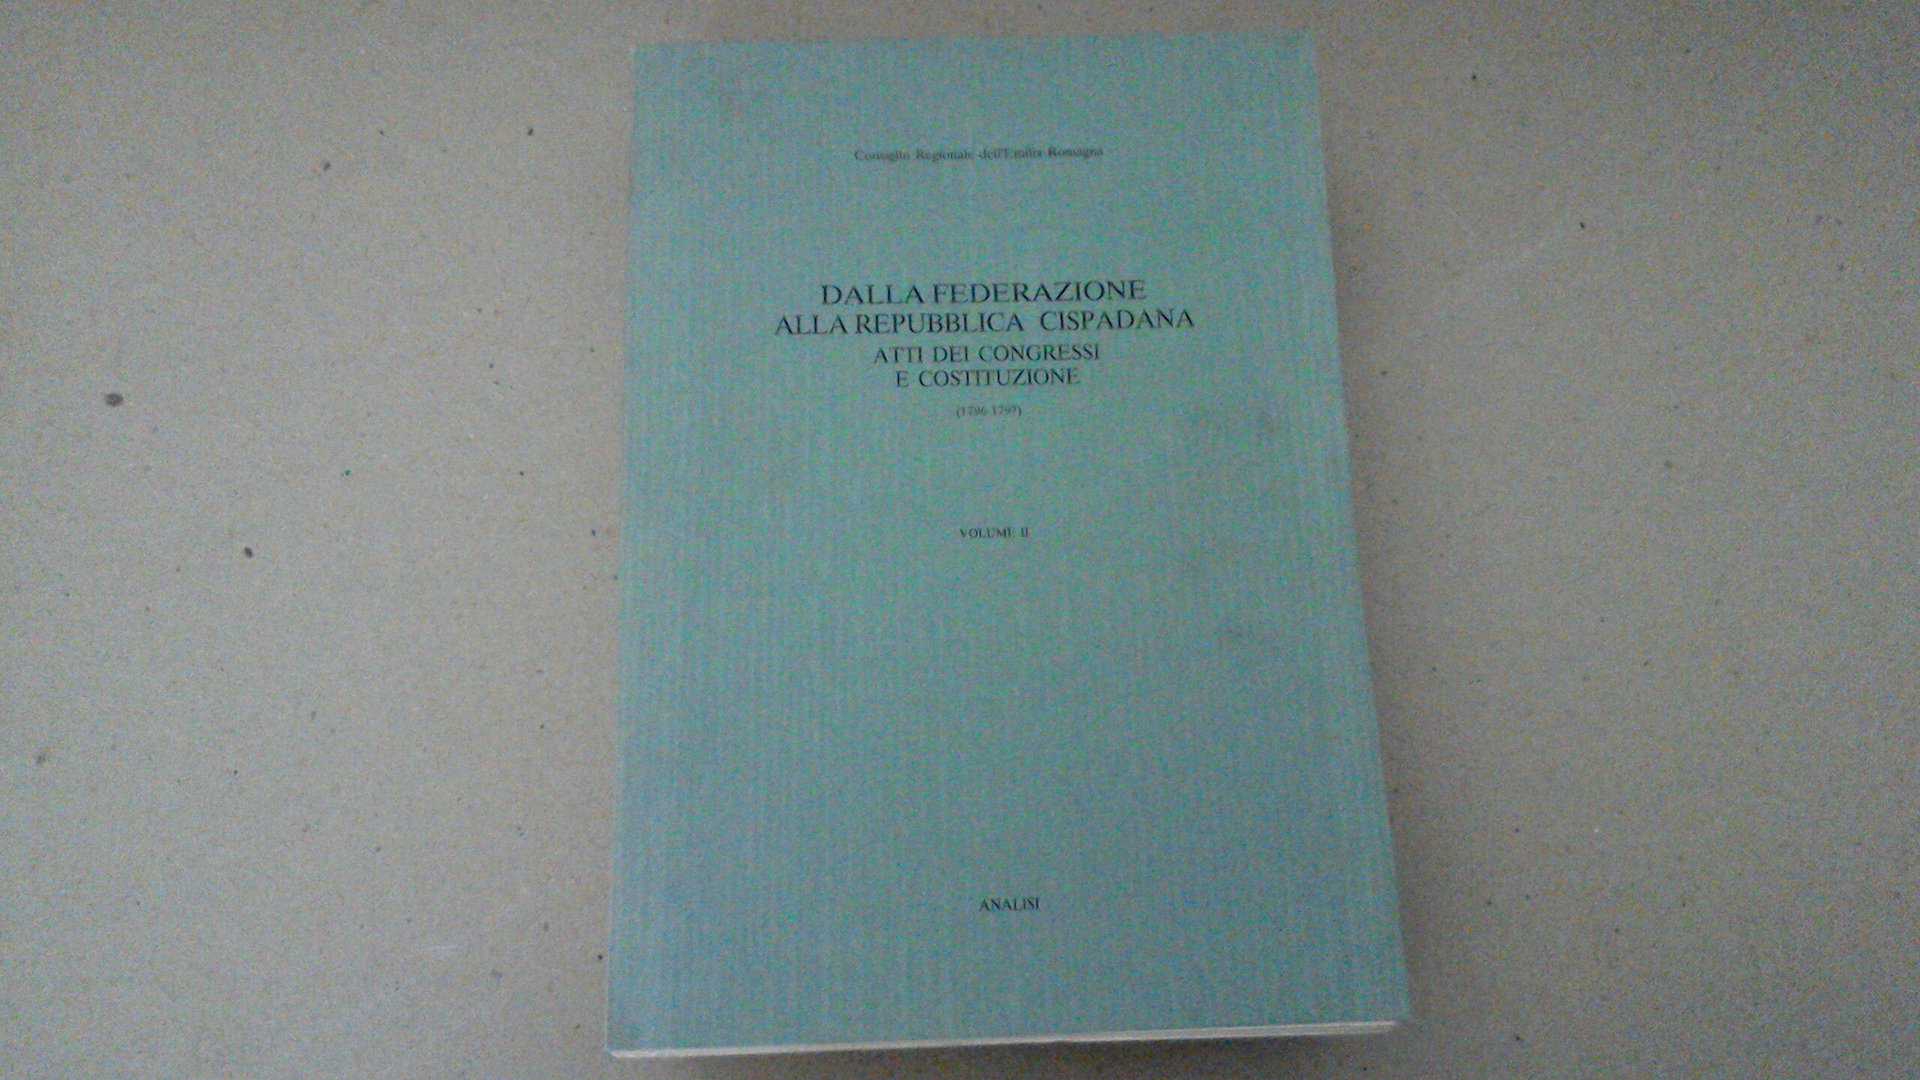 Consiglio Regionale dell'Emilia Romagna
DALLA FEDERAZIONE
ALLA REPUBBLICA CISPADANA
ATTI DEI CONGRESSI
E COSTITUZIONE
(1796-1797)
VOLUME II
ANALISI